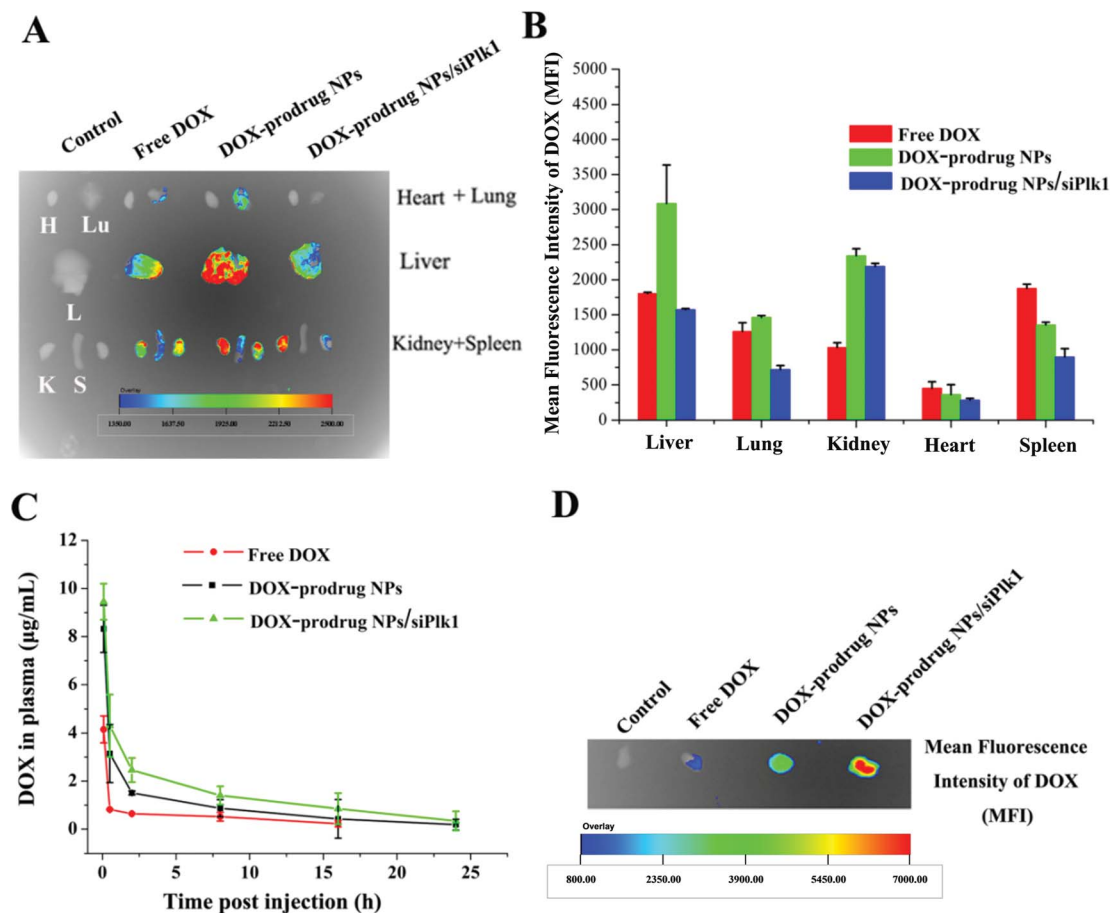 A
Control
Free DOX
DOX-prodrug NPs
DOX-prodrug NPs/siPlk1
H
Lu
Heart + Lung
L
Liver
K
S
Kidney+Spleen
Overlay
1350.00 1637.50 1925.00 2212.50 2500.00
B
Mean Fluorescence Intensity of DOX (MFI)
5000
4500
4000
3500
3000
2500
2000
1500
1000
500
0
Free DOX
DOX-prodrug NPs
DOX-prodrug NPs/siPlk1
Liver Lung Kidney Heart Spleen
C
DOX in plasma (μg/mL)
12
10
8
6
4
2
0
Free DOX
DOX-prodrug NPs
DOX-prodrug NPs/siPlk1
0 5 10 15 20 25
Time post injection (h)
D
Control
Free DOX
DOX-prodrug NPs
DOX-prodrug NPs/siPlk1
Mean Fluorescence
Intensity of DOX
(MFI)
Overlay
800.00 2350.00 3900.00 5450.00 7000.00